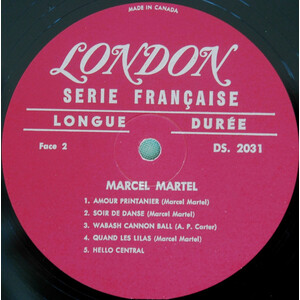 MADE IN CANADA
LONDON
SERIE FRANÇAISE
LONGUE DURÉE
Face 2 DS. 2031
MARCEL MARTEL
1. AMOUR PRINTANIER (Marcel Martel)
2. SOIR DE DANSE (Marcel Martel)
3. WABASH CANNON BALL (A. P. Carter)
4. QUAND LES LILAS (Marcel Martel)
5. HELLO CENTRAL